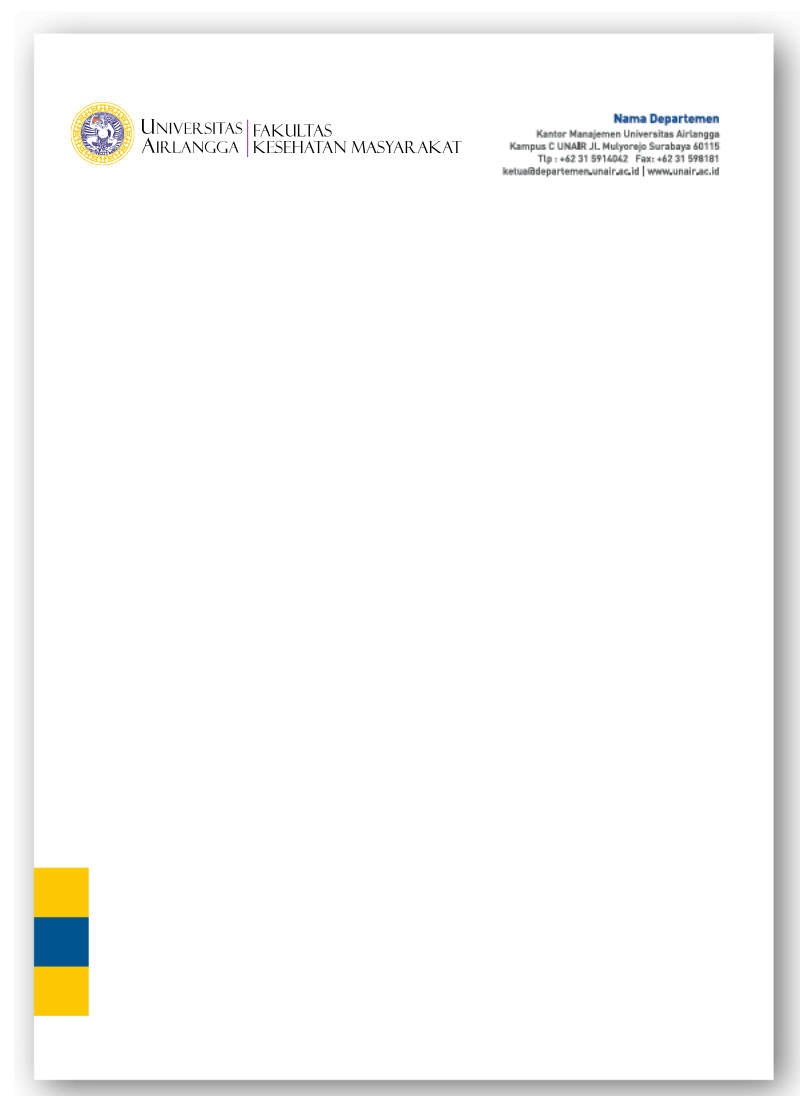 UNIVERSITAS
AIRLANGGA
FAKULTAS
KESEHATAN MASYARAKAT
Nama Departemen
Kantor Manajemen Universitas Airlangga
Kampus C UNAIR JL. Mulyorejo Surabaya 60115
Tlp : +62 31 5914042 Fax: +62 31 598181
ketua@departemen.unair.ac.id | www.unair.ac.id